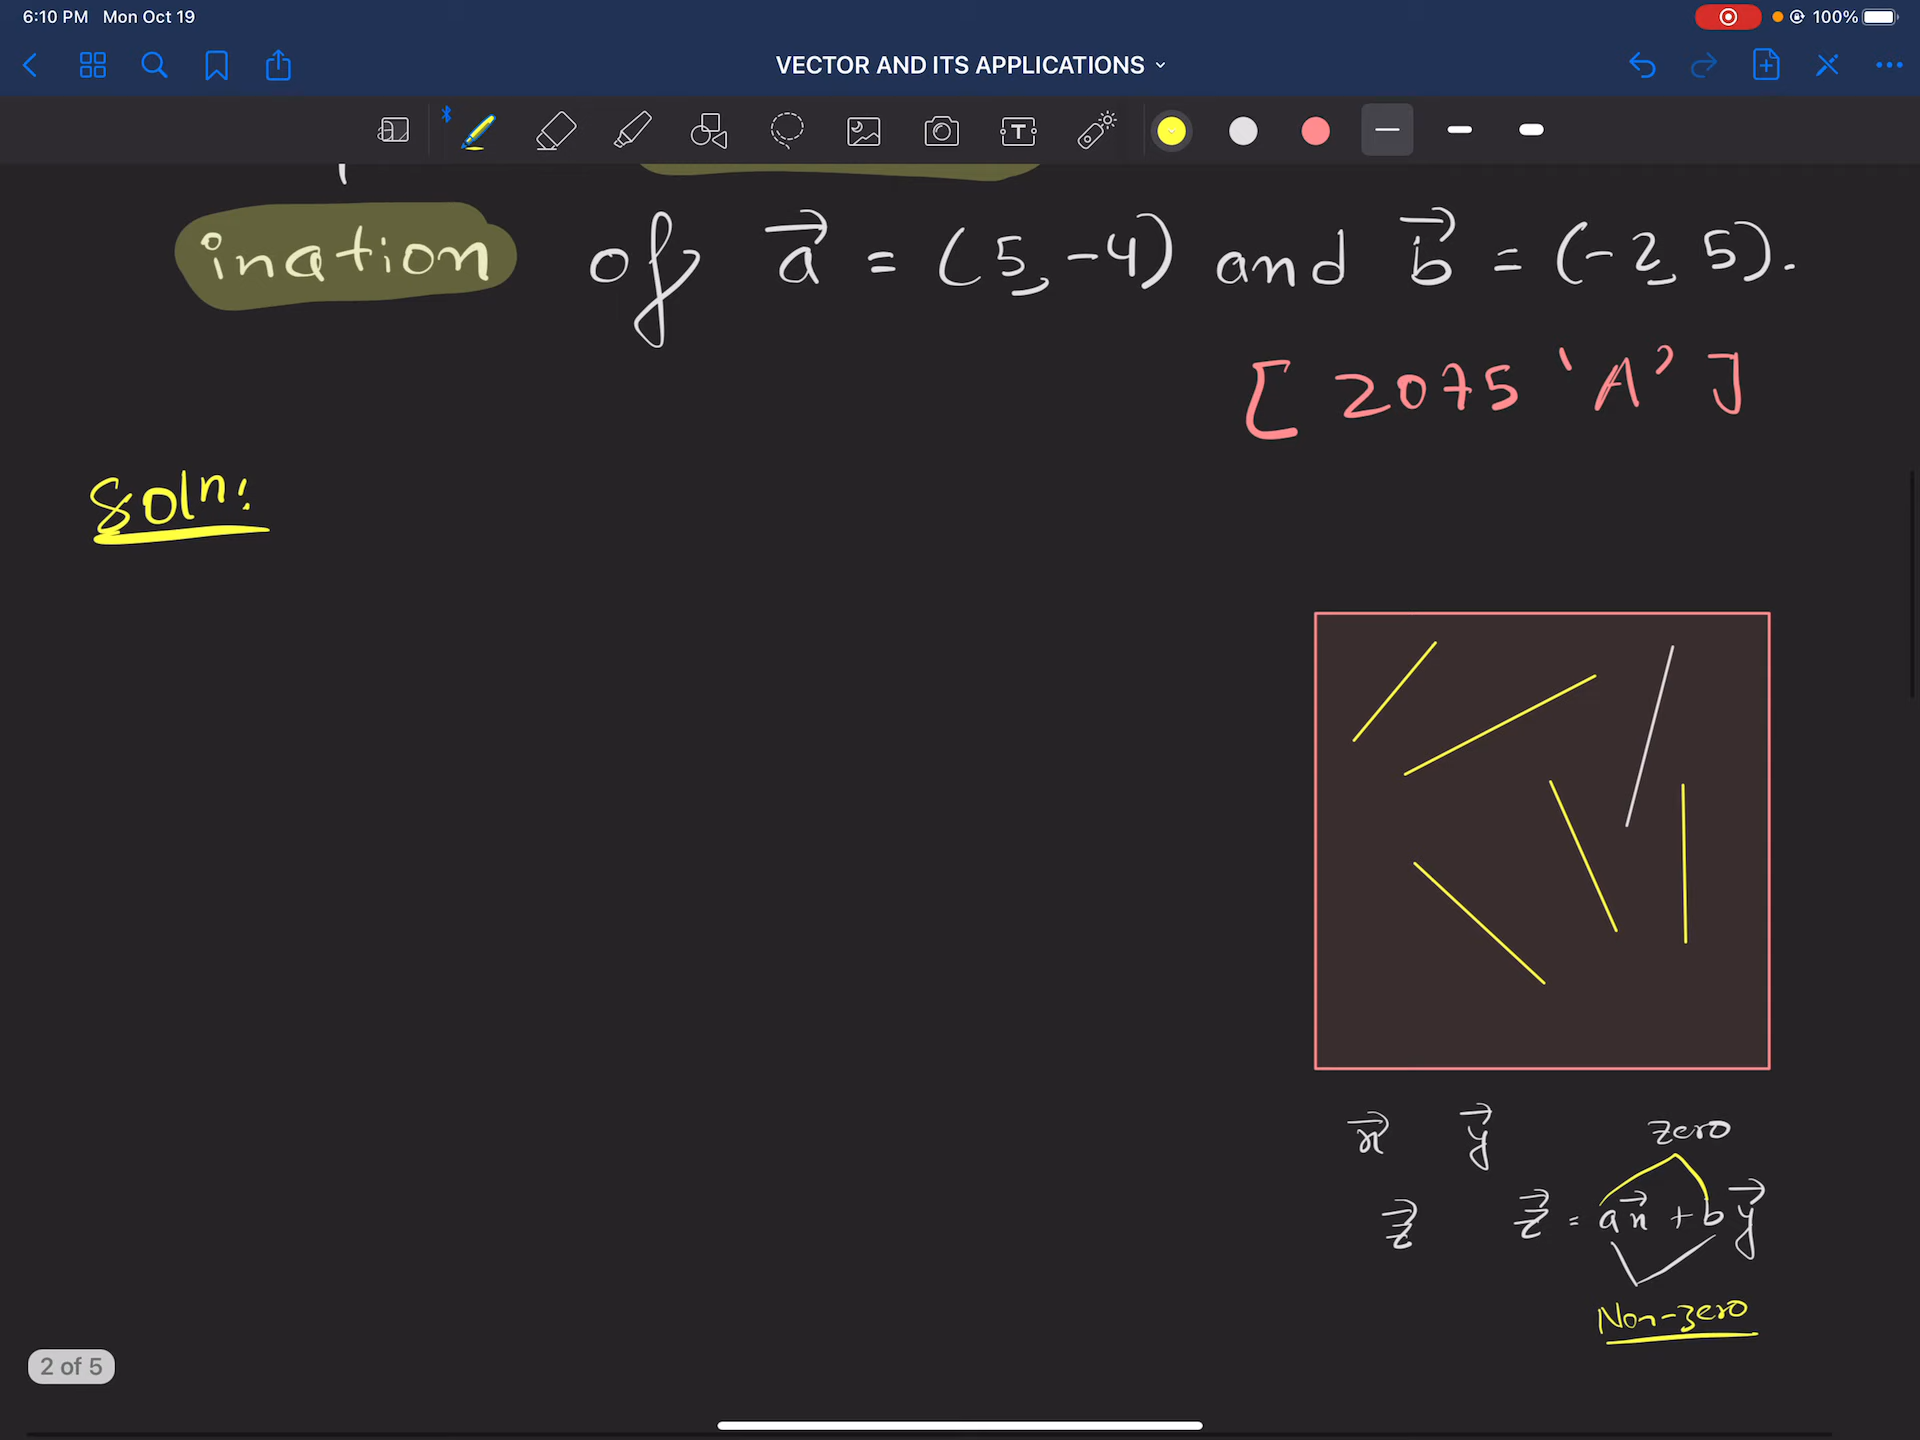 6:10 PM Mon Oct 19
100%
VECTOR AND ITS APPLICATIONS
ination of a⃗ = (5, -4) and b⃗ = (-2, 5).
[ 2075 'A' ]
Solⁿ:
x⃗ y⃗ zero
z⃗ z⃗ = ax⃗ + by⃗
Non-zero
2 of 5